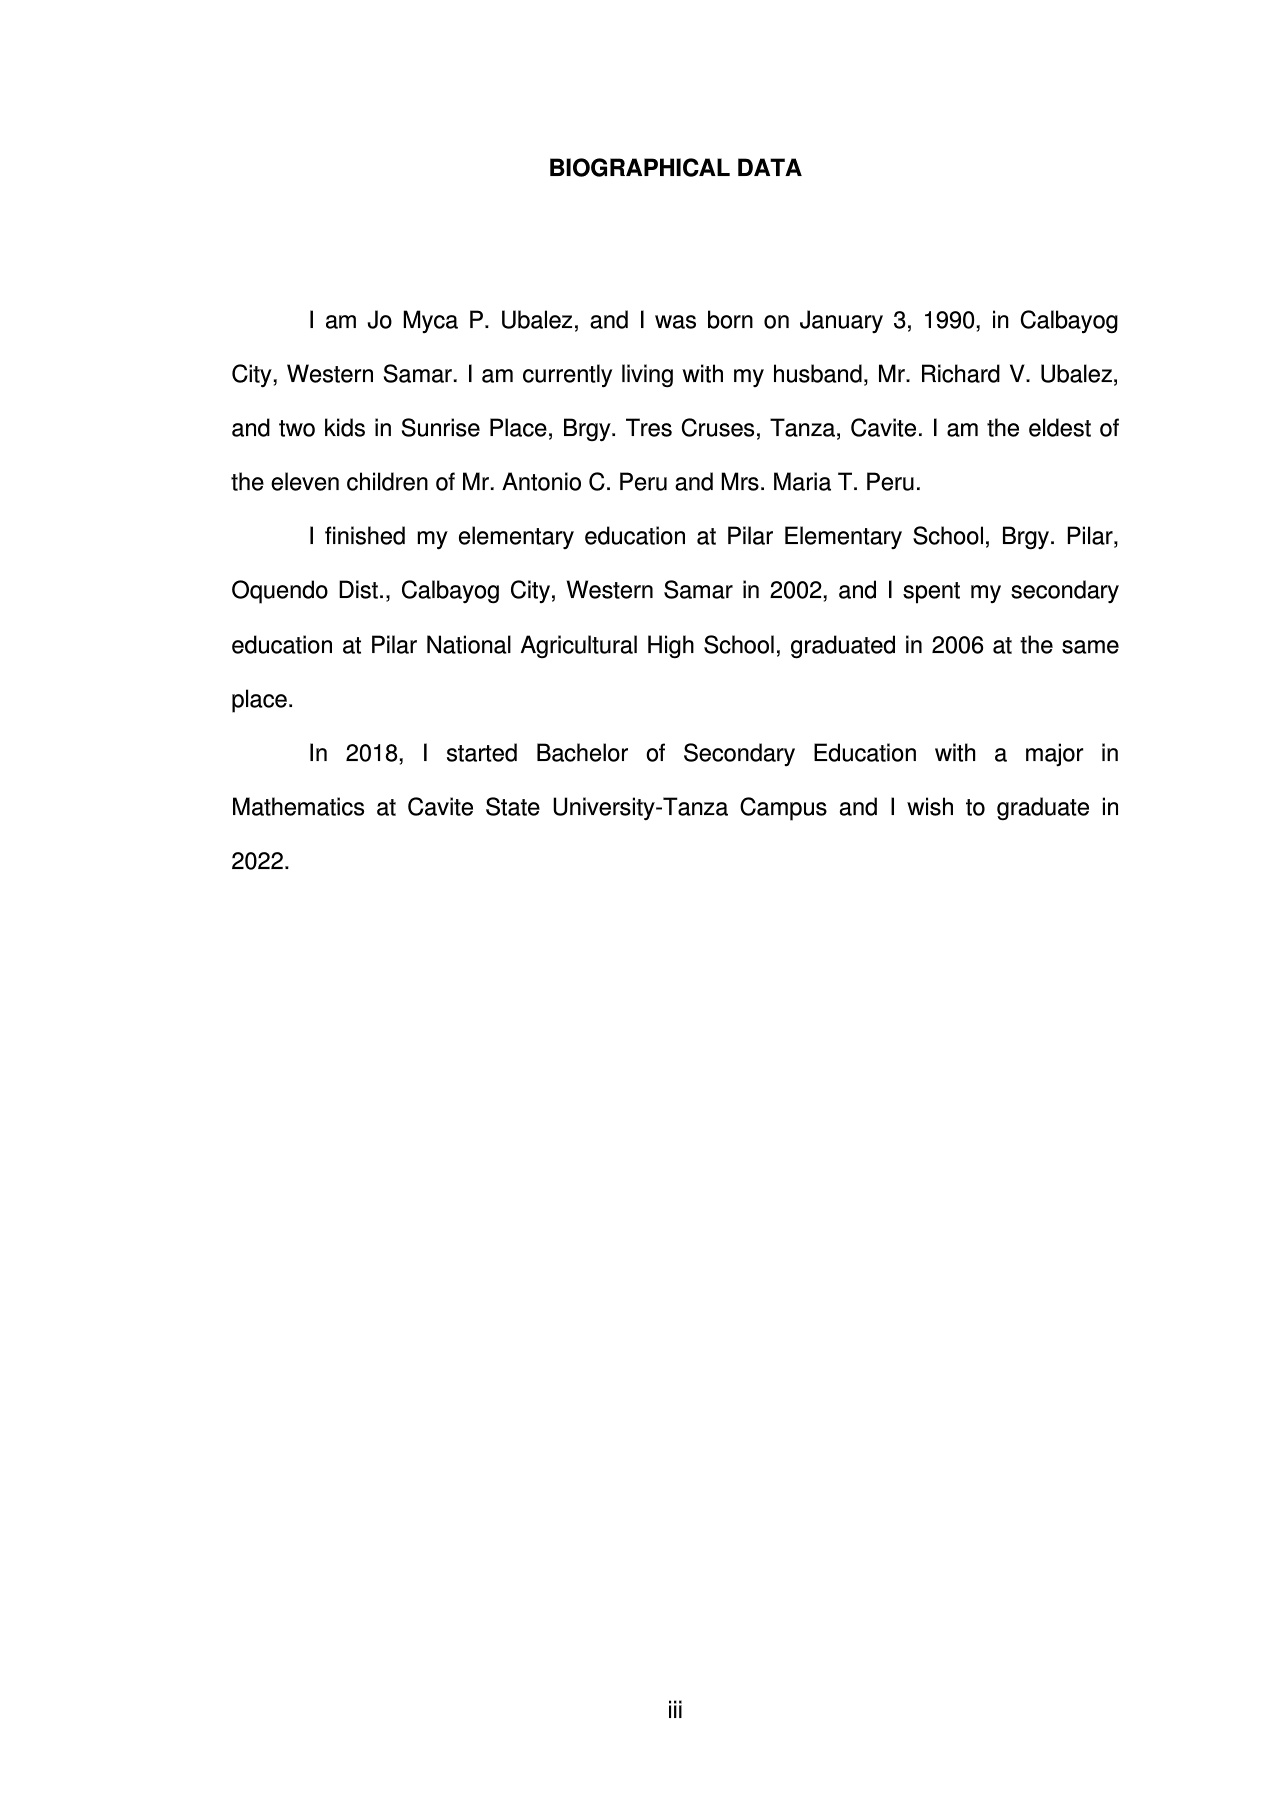 BIOGRAPHICAL DATA
I am Jo Myca P. Ubalez, and I was born on January 3, 1990, in Calbayog
City, Western Samar. I am currently living with my husband, Mr. Richard V. Ubalez,
and two kids in Sunrise Place, Brgy. Tres Cruses, Tanza, Cavite. I am the eldest of
the eleven children of Mr. Antonio C. Peru and Mrs. Maria T. Peru.
I finished my elementary education at Pilar Elementary School, Brgy. Pilar,
Oquendo Dist., Calbayog City, Western Samar in 2002, and I spent my secondary
education at Pilar National Agricultural High School, graduated in 2006 at the same
place.
In 2018, I started Bachelor of Secondary Education with a major in
Mathematics at Cavite State University-Tanza Campus and I wish to graduate in
2022.
iii